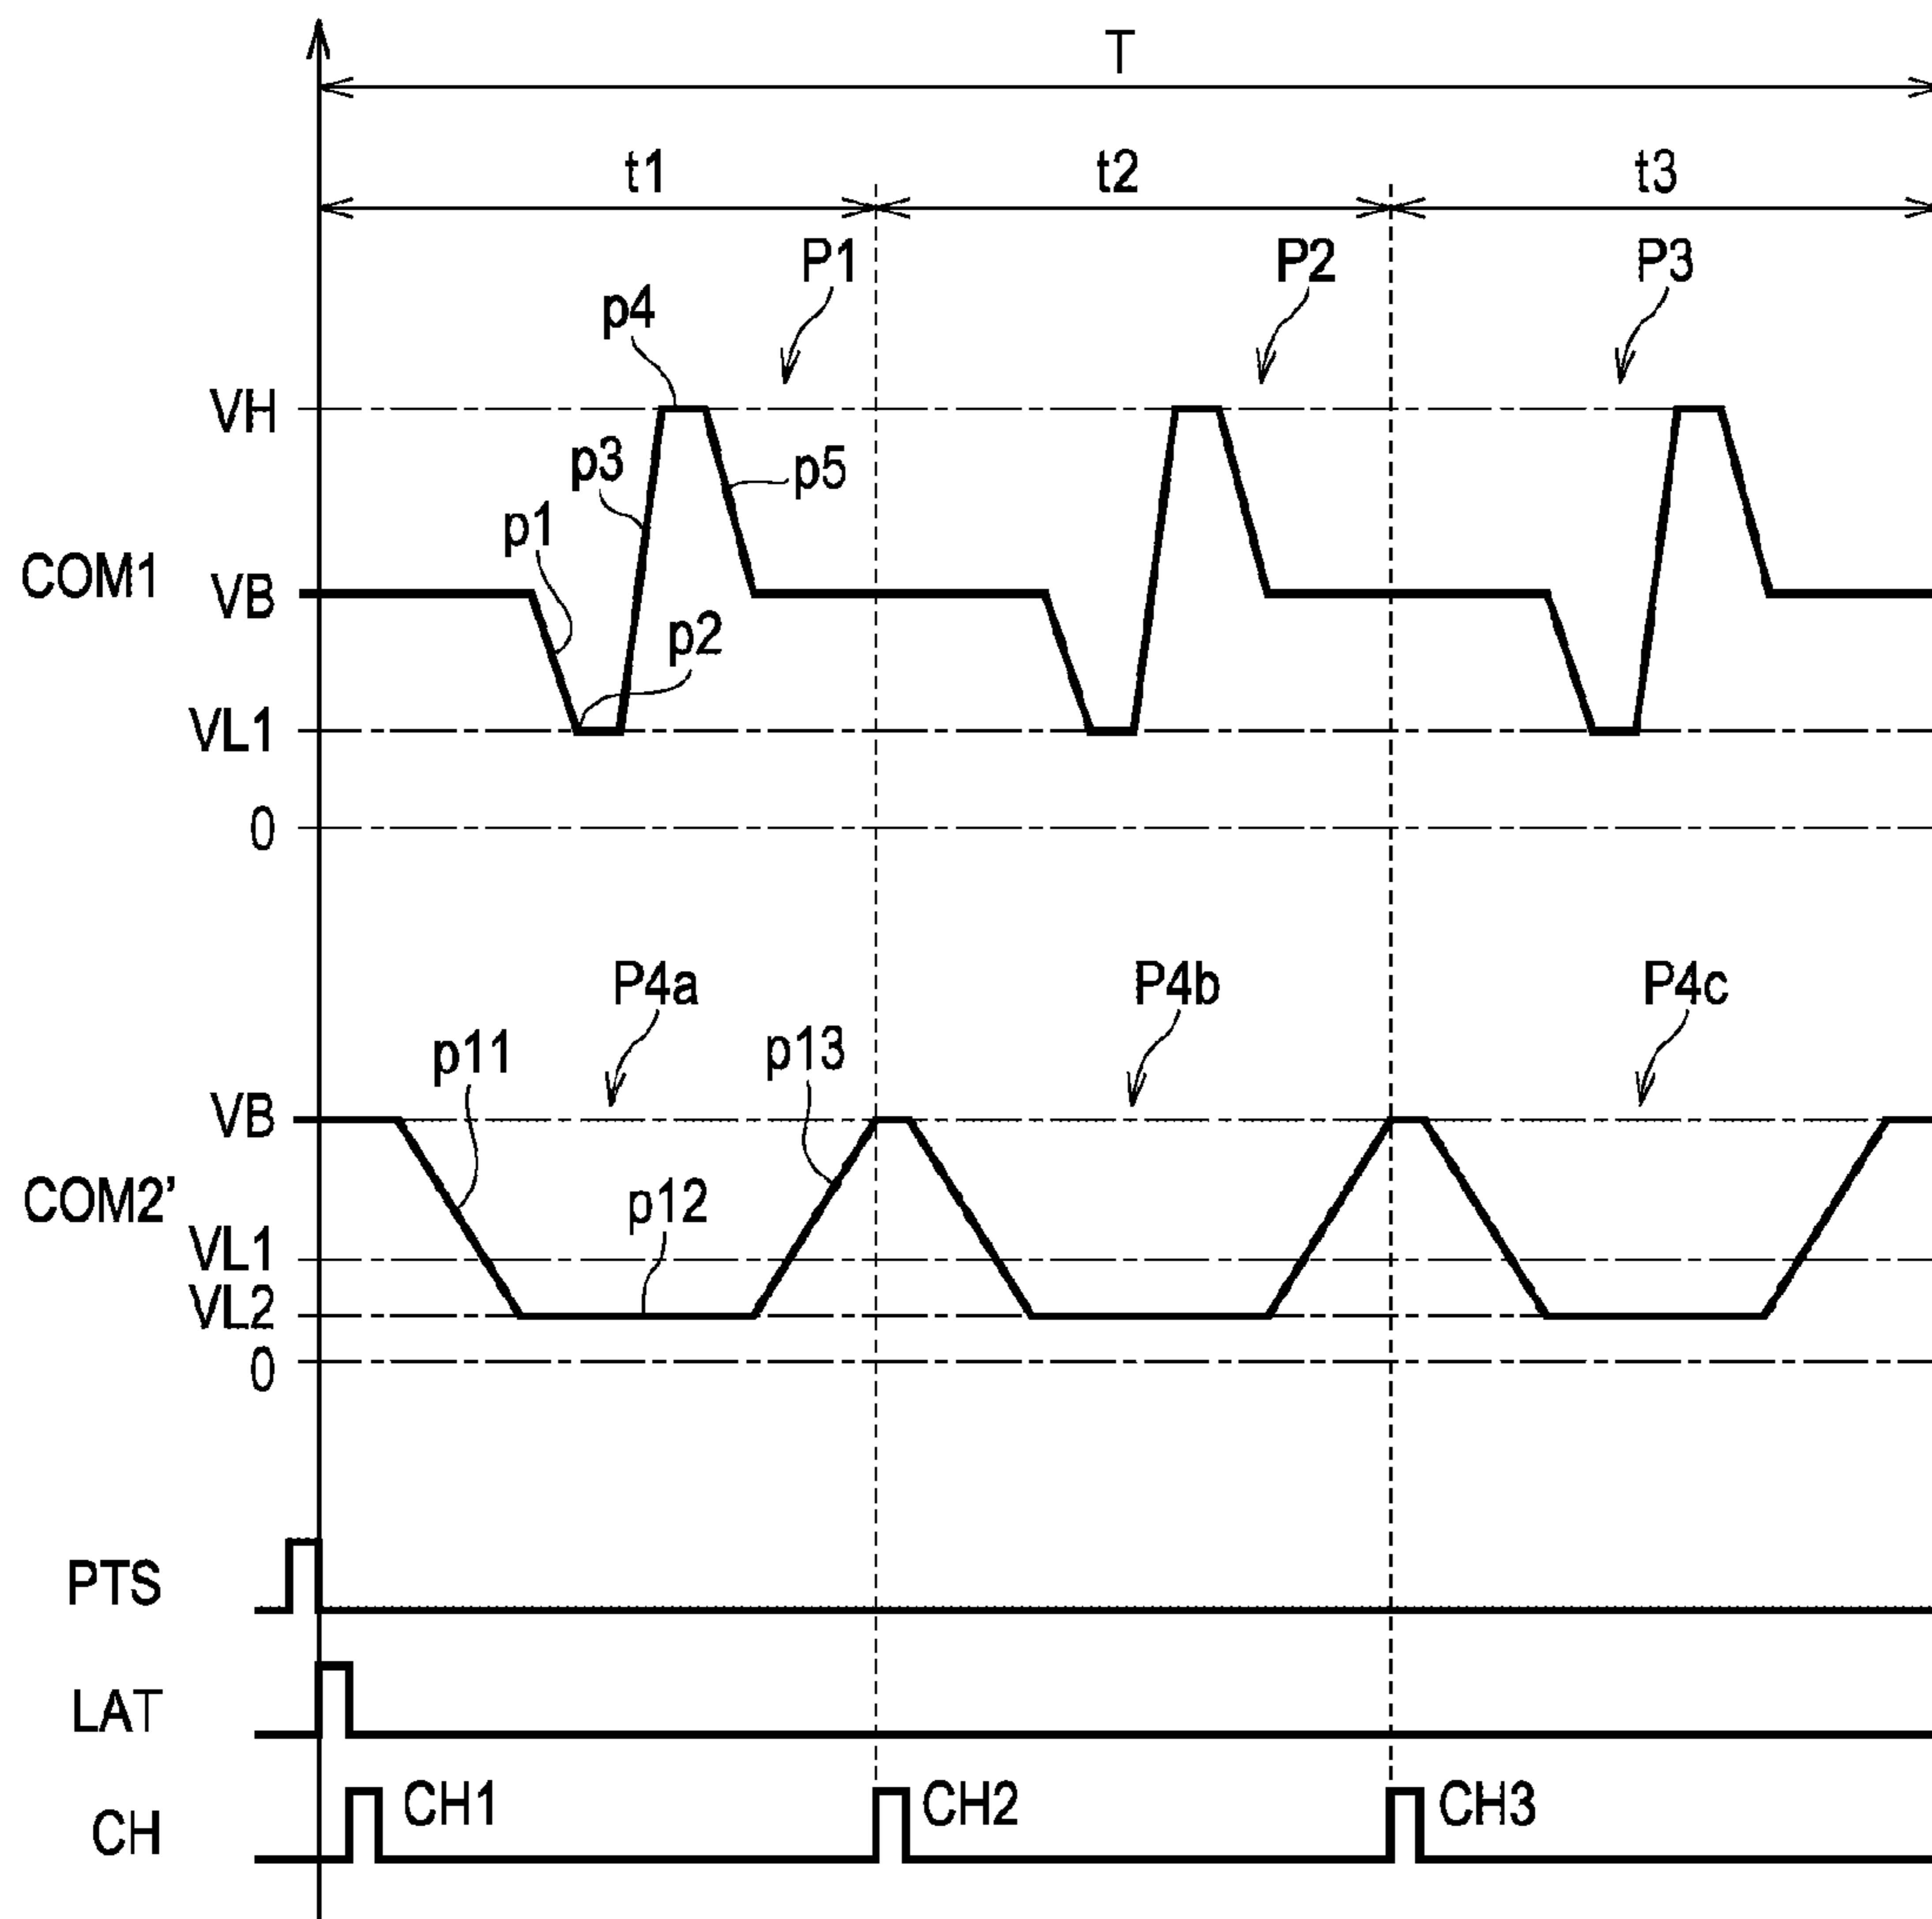 T
t1 t2 t3
P1 P2 P3
p4
VH
p3 p5
p1
COM1 VB
p2
VL1
0
P4a P4b P4c
p11 p13
VB
p12
COM2'
VL1
VL2
0
PTS
LAT
CH CH1 CH2 CH3